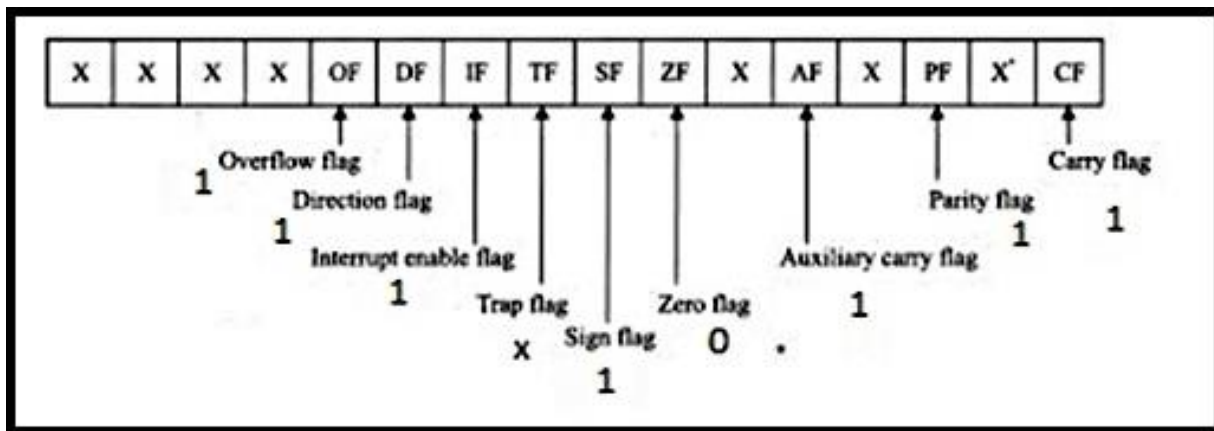 X X X X OF DF IF TF SF ZF X AF X PF X* CF
Overflow flag
1
Carry flag
Direction flag
1
Parity flag
1
1
Interrupt enable flag
1
Auxiliary carry flag
1
Trap flag
x
Zero flag
0 .
Sign flag
1